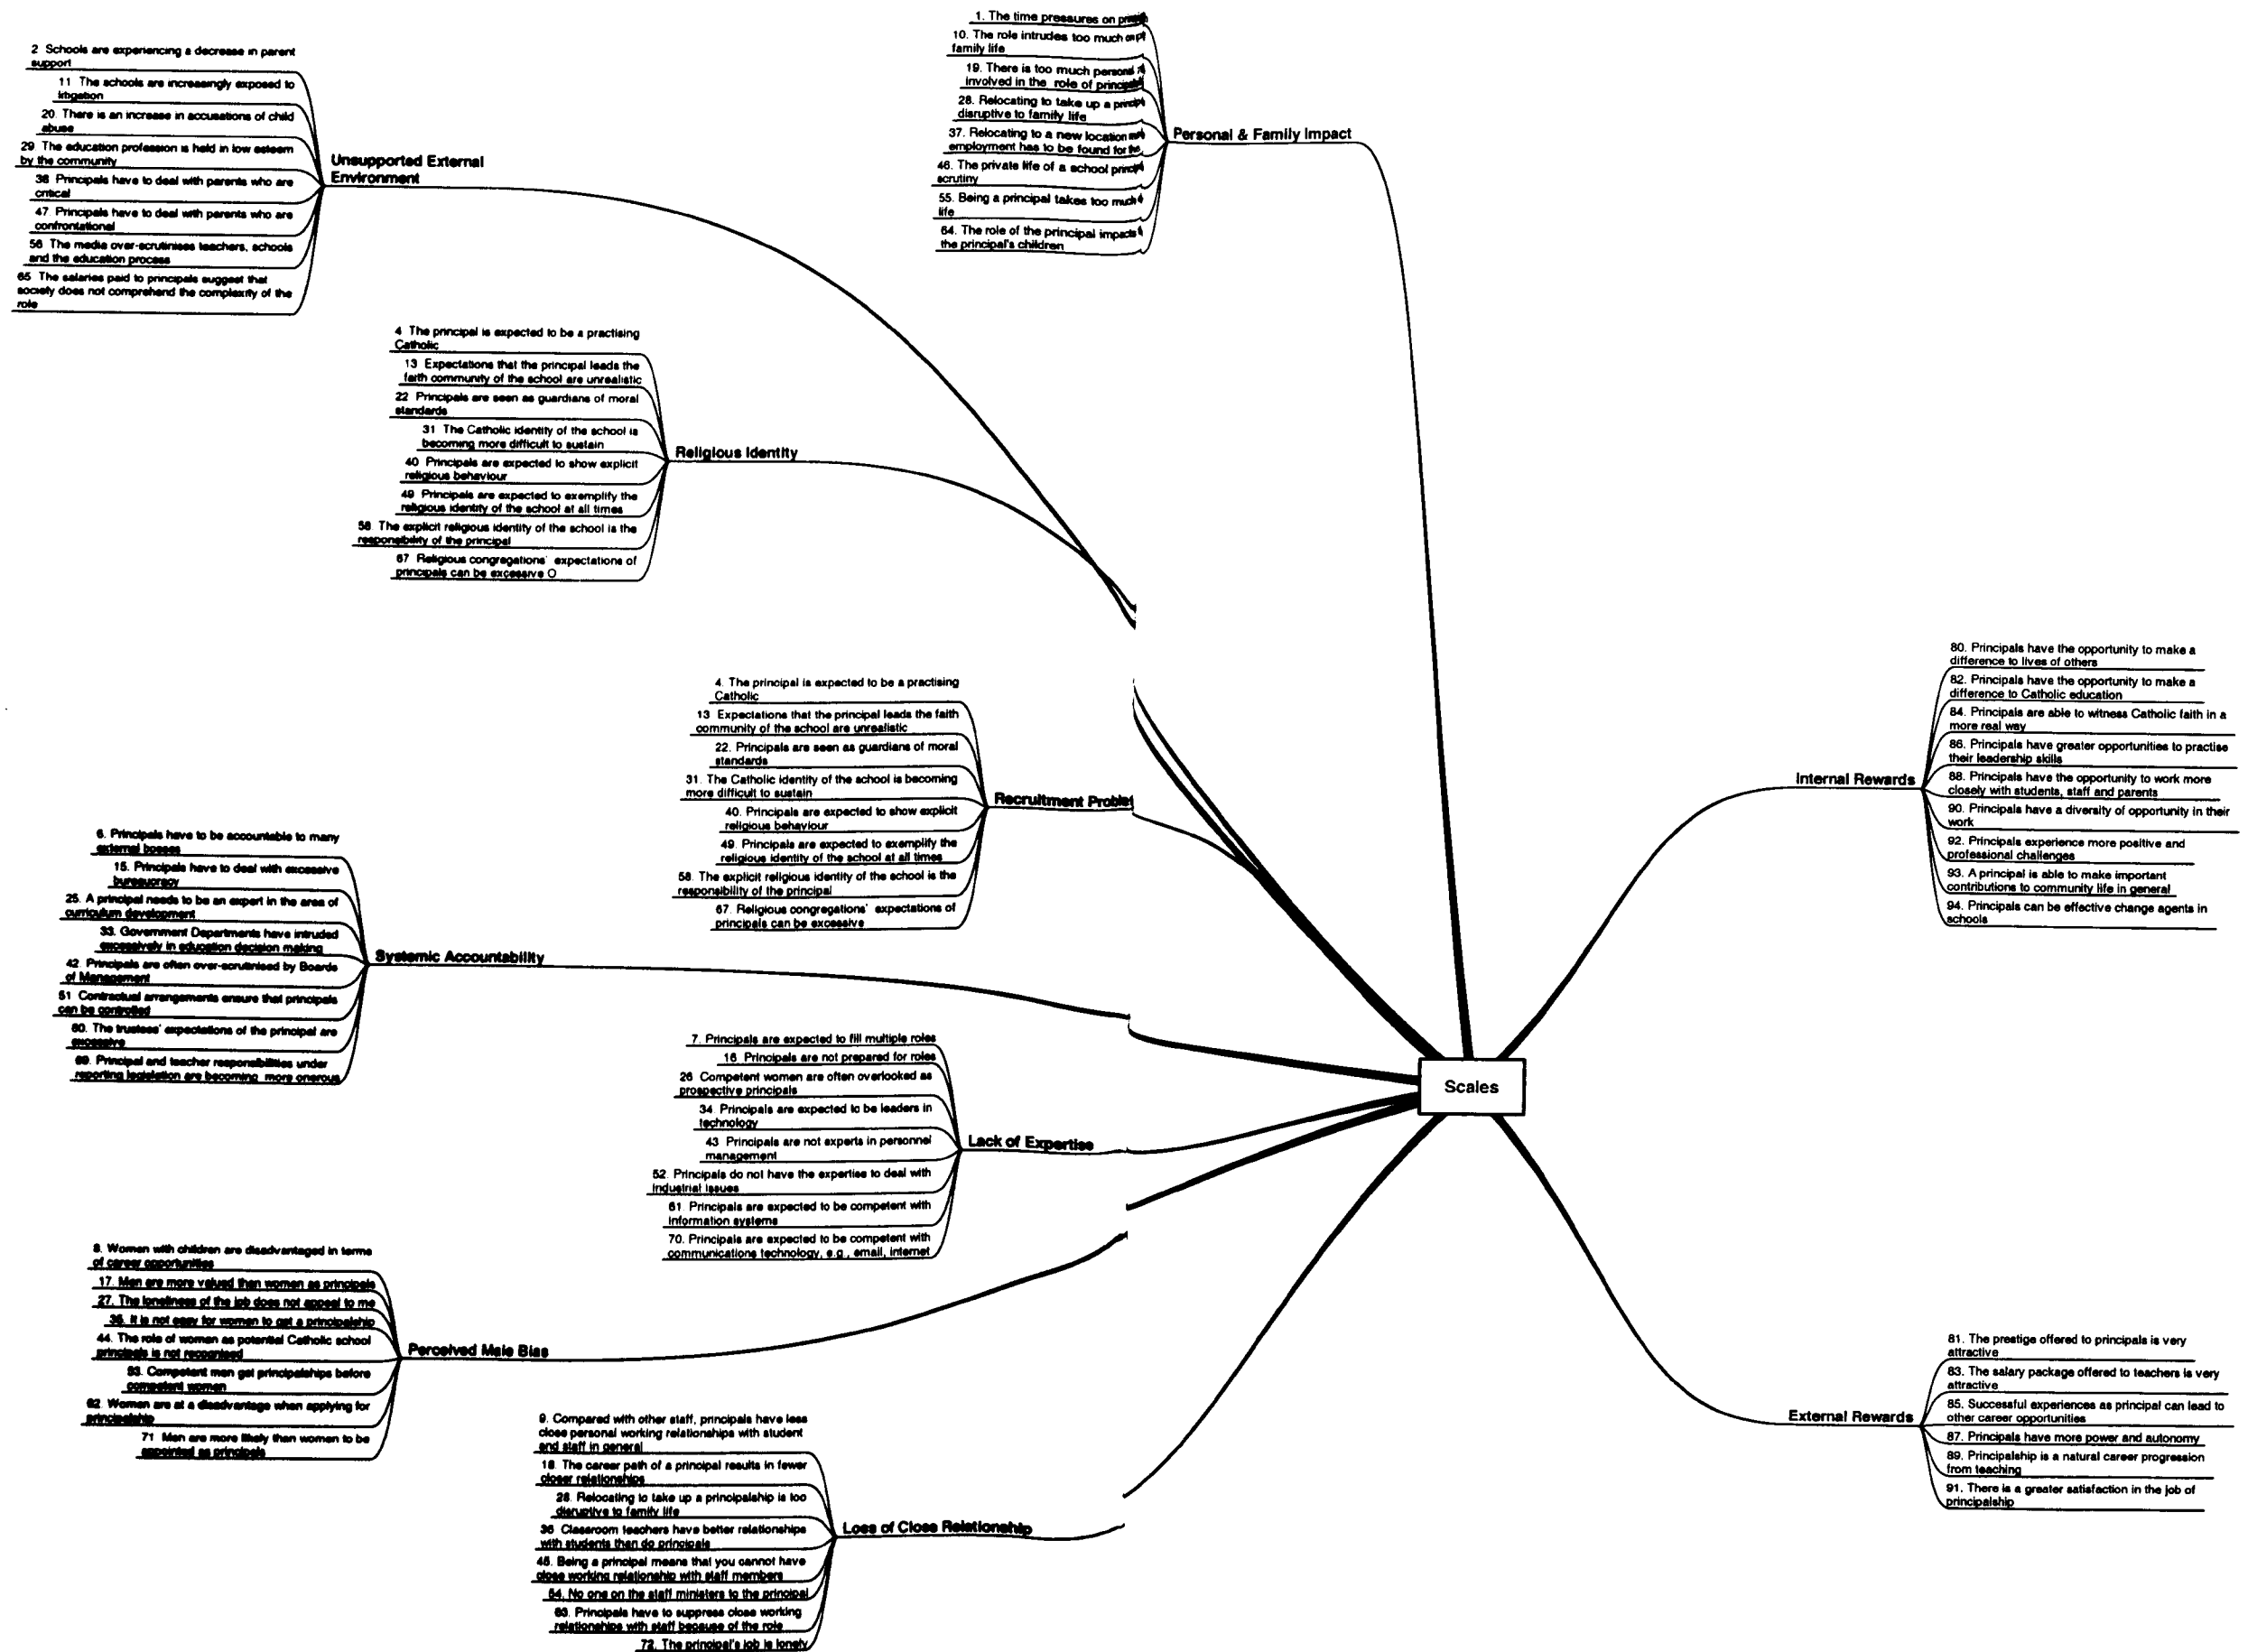 2 Schools are experiencing a decrease in parent
support
11 The schools are increasingly exposed to
litigation
20. There is an increase in accusations of child
abuse
29 The education profession is held in low esteem
by the community
38 Principals have to deal with parents who are
critical
47. Principals have to deal with parents who are
confrontational
56 The media over-scrutinises teachers, schools
and the education process
65 The salaries paid to principals suggest that
society does not comprehend the complexity of the
role
Unsupported External
Environment
1. The time pressures on
10. The role intrudes too much on
family life
19. There is too much personal
involved in the role of
28. Relocating to take up a
disruptive to family life
37. Relocating to a new location
employment has to be found for
46. The private life of a school
scrutiny
55. Being a principal takes too much
life
64. The role of the principal impacts
the principal's children
Personal & Family Impact
4 The principal is expected to be a practising
Catholic
13 Expectations that the principal leads the
faith community of the school are unrealistic
22 Principals are seen as guardians of moral
standards
31 The Catholic identity of the school is
becoming more difficult to sustain
40 Principals are expected to show explicit
religious behaviour
49 Principals are expected to exemplify the
religious identity of the school at all times
58. The explicit religious identity of the school is the
responsibility of the principal
67 Religious congregations' expectations of
principals can be excessive O
Religious Identity
4. The principal is expected to be a practising
Catholic
13 Expectations that the principal leads the faith
community of the school are unrealistic
22. Principals are seen as guardians of moral
standards
31. The Catholic identity of the school is becoming
more difficult to sustain
40. Principals are expected to show explicit
religious behaviour
49. Principals are expected to exemplify the
religious identity of the school at all times
58. The explicit religious identity of the school is the
responsibility of the principal
67. Religious congregations' expectations of
principals can be excessive
Recruitment
80. Principals have the opportunity to make a
difference to lives of others
82. Principals have the opportunity to make a
difference to Catholic education
84. Principals are able to witness Catholic faith in a
more real way
86. Principals have greater opportunities to practise
their leadership skills
88. Principals have the opportunity to work more
closely with students, staff and parents
90. Principals have a diversity of opportunity in their
work
92. Principals experience more positive and
professional challenges
93. A principal is able to make important
contributions to community life in general
94. Principals can be effective change agents in
schools
Internal Rewards
6. Principals have to be accountable to many
external bosses
15. Principals have to deal with excessive
bureaucracy
25. A principal needs to be an expert in the area of
curriculum development
33. Government Departments have intruded
excessively in education decision making
42. Principals are often over-scrutinised by Boards
of Management
51 Contractual arrangements ensure that principals
can be controlled
60. The trustees' expectations of the principal are
excessive
69. Principal and teacher responsibilities under
reporting legislation are becoming more onerous
Systemic Accountability
7. Principals are expected to fill multiple roles
16 Principals are not prepared for roles
26 Competent women are often overlooked as
prospective principals
34. Principals are expected to be leaders in
technology
43 Principals are not experts in personnel
management
52. Principals do not have the expertise to deal with
industrial issues
61. Principals are expected to be competent with
information systems
70. Principals are expected to be competent with
communications technology, e.g., email, internet
Lack of Expertise
Scales
8. Women with children are disadvantaged in terms
of career opportunities
17. Men are more valued than women as principals
27. The loneliness of the job does not appeal to me
35. It is not easy for women to get a principalship
44. The role of women as potential Catholic school
principals is not recognised
53. Competent men get principalships before
competent women
62. Women are at a disadvantage when applying for
principalship
71 Men are more likely than women to be
appointed as principals
Perceived Male Bias
9. Compared with other staff, principals have less
close personal working relationships with student
and staff in general
18. The career path of a principal results in fewer
closer relationships
28. Relocating to take up a principalship is too
disruptive to family life
36 Classroom teachers have better relationships
with students than do principals
45. Being a principal means that you cannot have
close working relationship with staff members
54. No one on the staff ministers to the principal
63. Principals have to suppress close working
relationships with staff because of the role
72. The principal's job is lonely
Loss of Close Relationship
81. The prestige offered to principals is very
attractive
83. The salary package offered to teachers is very
attractive
85. Successful experiences as principal can lead to
other career opportunities
87. Principals have more power and autonomy
89. Principalship is a natural career progression
from teaching
91. There is a greater satisfaction in the job of
principalship
External Rewards